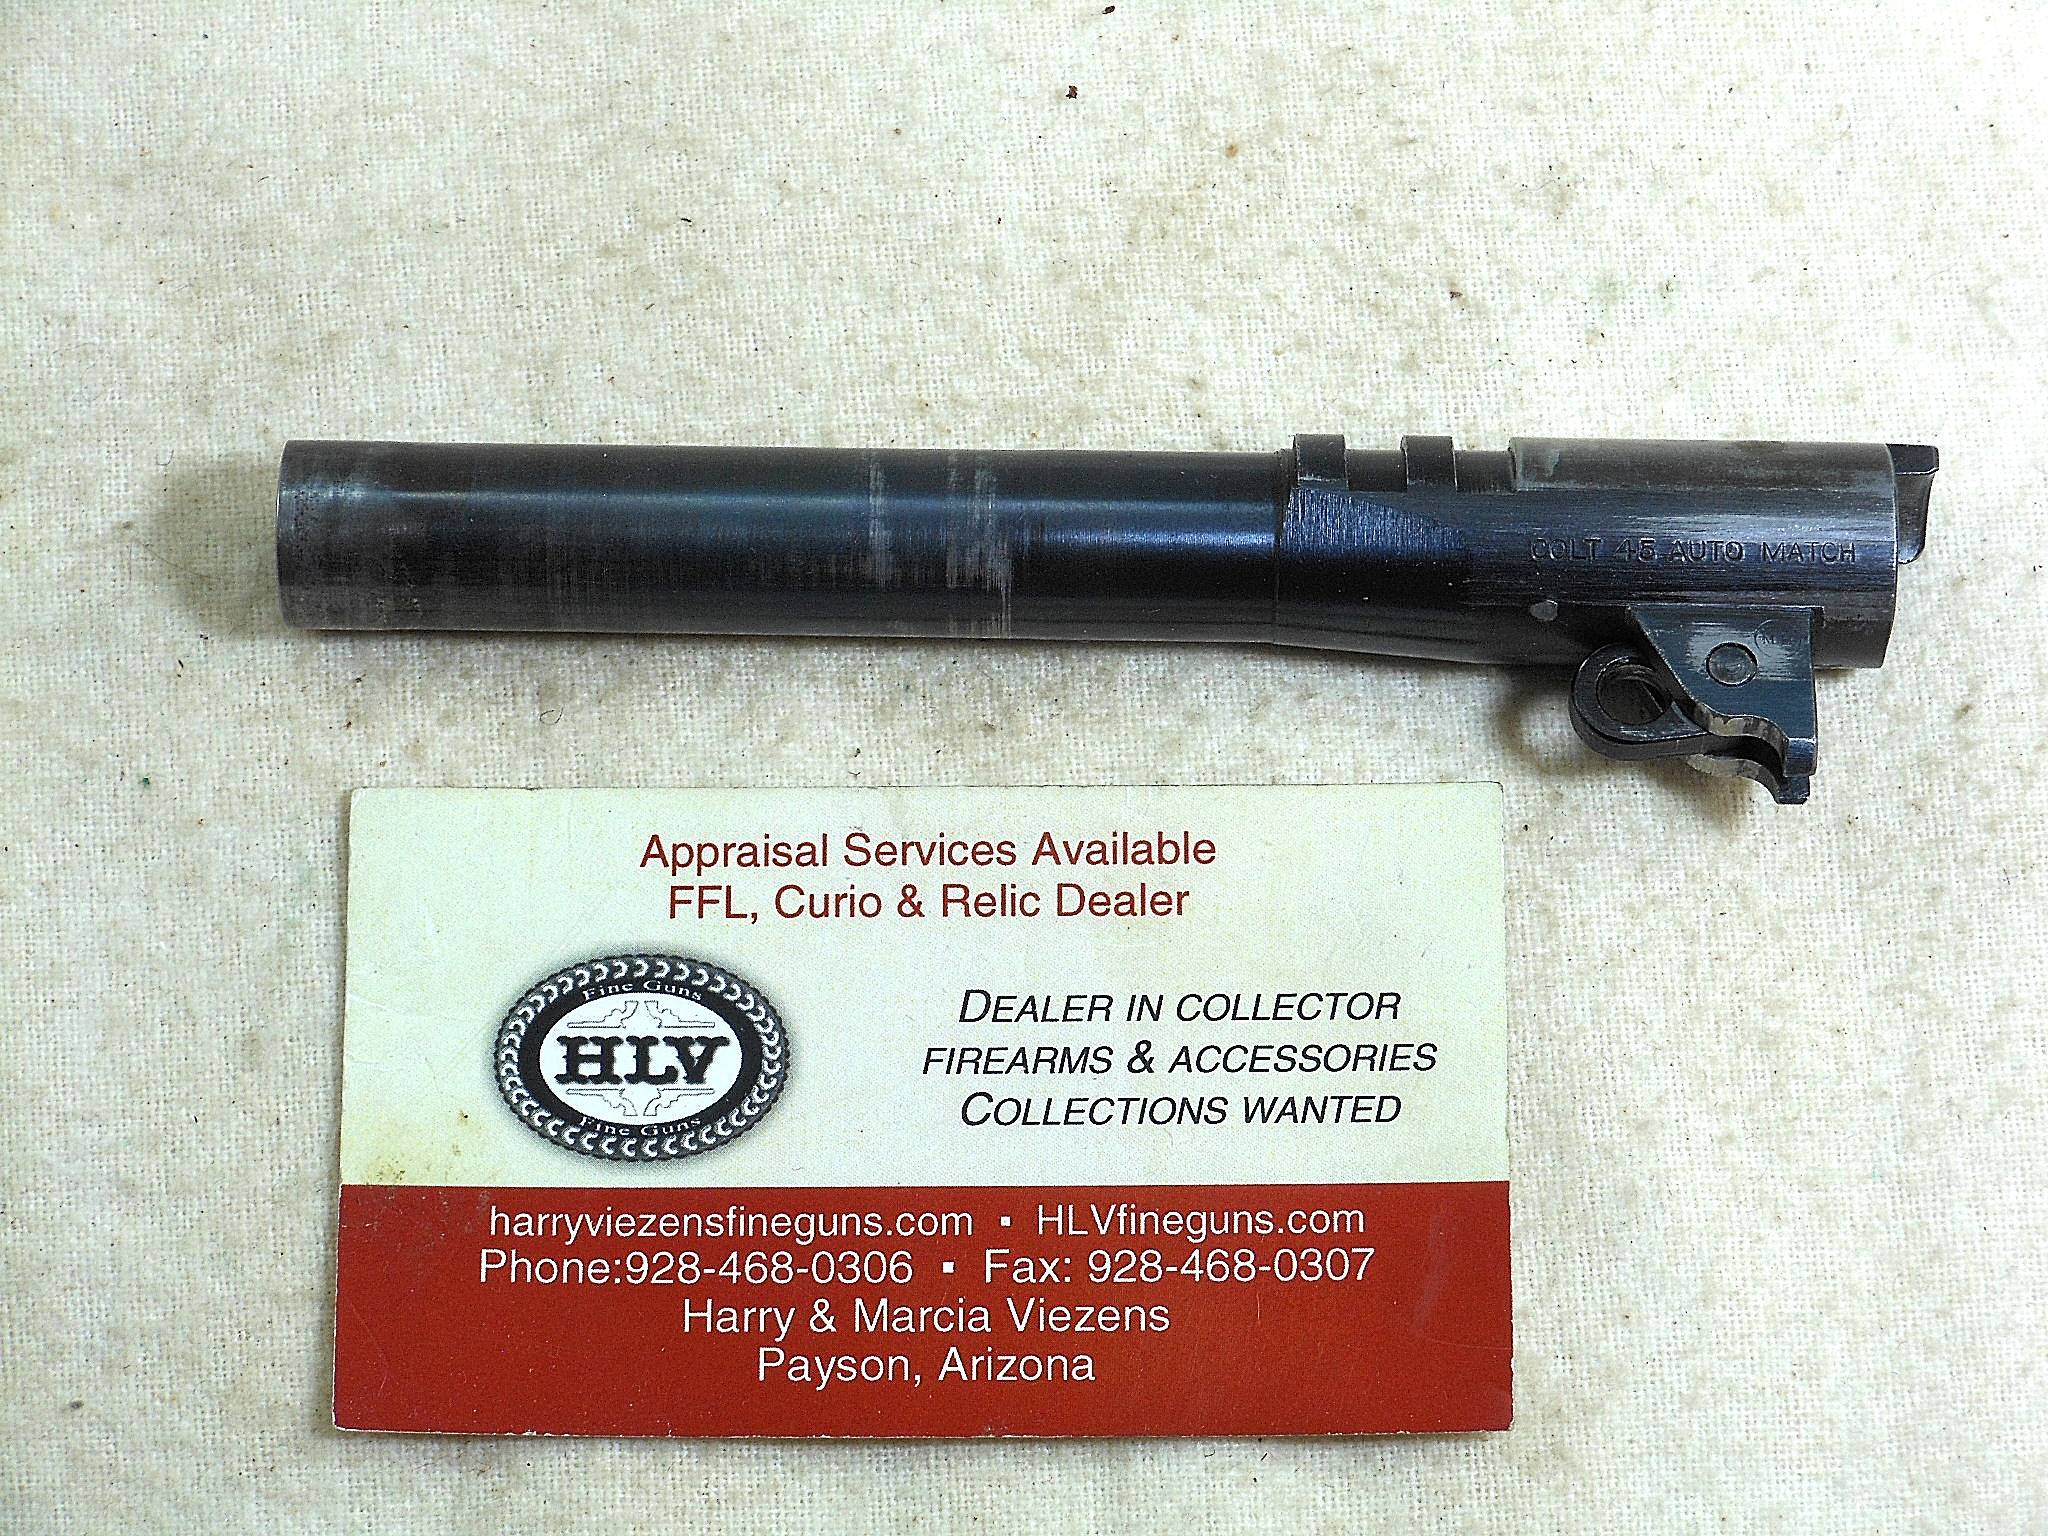 COLT 45 AUTO MATCH
Appraisal Services Available
FFL, Curio & Relic Dealer
Fine Guns
HLV
Fine Guns
DEALER IN COLLECTOR
FIREARMS & ACCESSORIES
COLLECTIONS WANTED
harryviezensfineguns.com ▪ HLVfineguns.com
Phone:928-468-0306 ▪ Fax: 928-468-0307
Harry & Marcia Viezens
Payson, Arizona